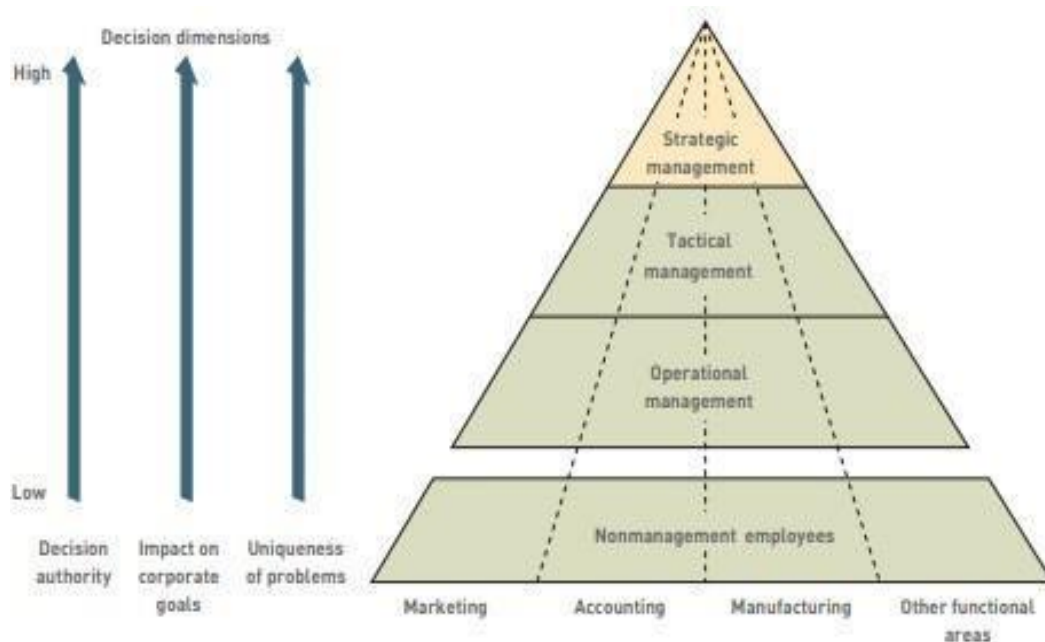 Decision dimensions
High
Low
Decision
authority
Impact on
corporate
goals
Uniqueness
of problems
Strategic
management
Tactical
management
Operational
management
Nonmanagement employees
Marketing
Accounting
Manufacturing
Other functional
areas